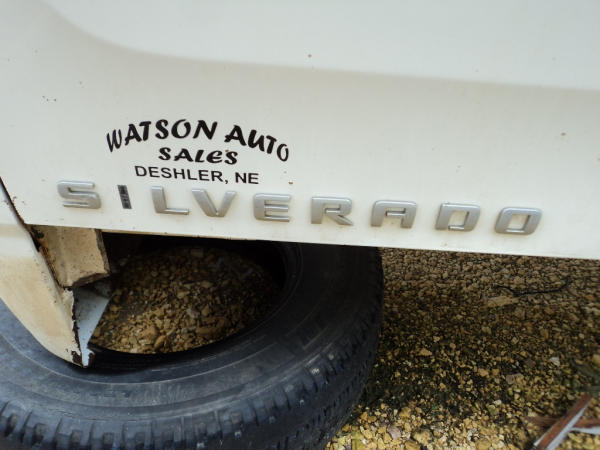 WATSON AUTO
SALES
DESHLER, NE
SILVERADO